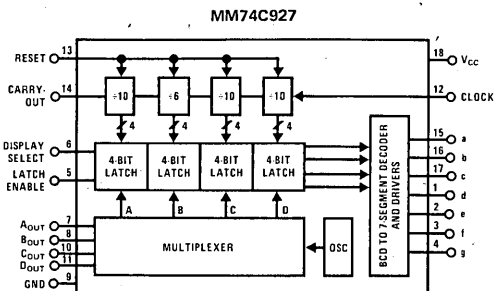 MM74C927
RESET 13
18 VCC
CARRY-OUT 14
÷10 ÷6 ÷10 ÷10
12 CLOCK
4 4 4 4
DISPLAY SELECT 6
LATCH ENABLE 5
4-BIT LATCH 4-BIT LATCH 4-BIT LATCH 4-BIT LATCH
BCD TO 7-SEGMENT DECODER AND DRIVERS
15 a
16 b
17 c
1 d
2 e
3 f
4 g
A B C D
AOUT 7
BOUT 8
COUT 10
DOUT 11
GND 9
MULTIPLEXER
OSC